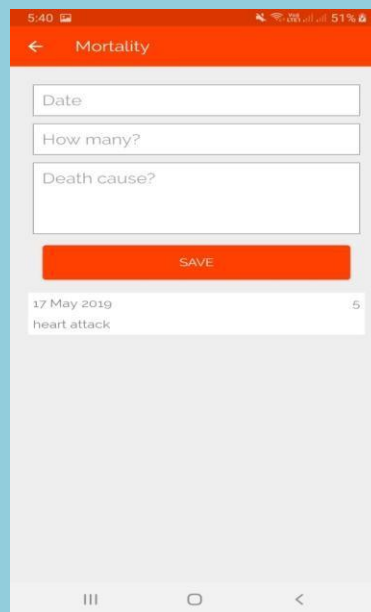 5:40 51%
Mortality
Date
How many?
Death cause?
SAVE
17 May 2019 5
heart attack